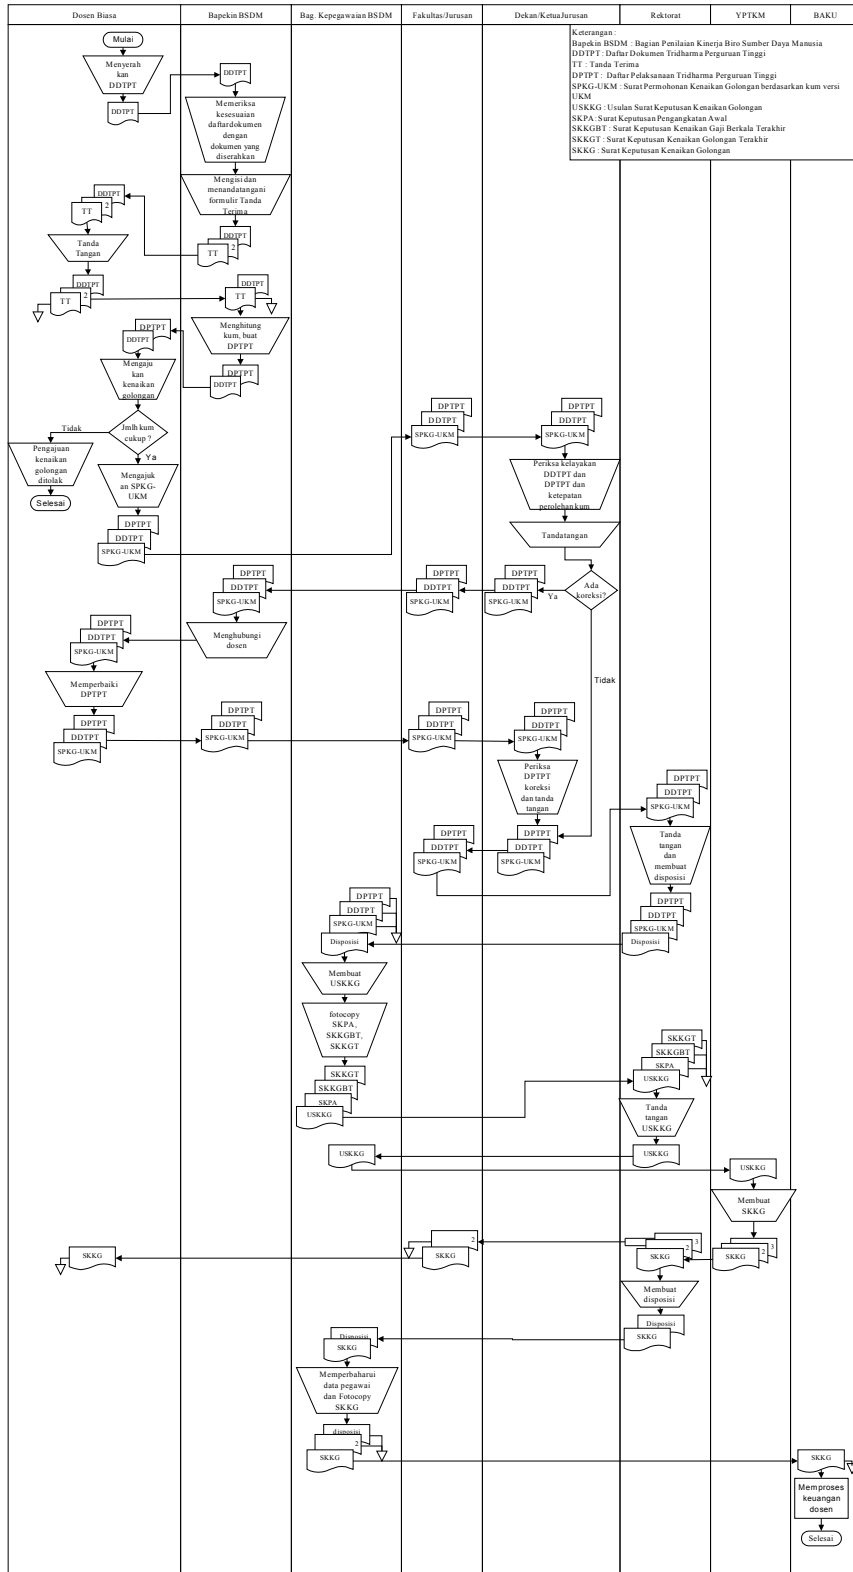 Dosen Biasa
Bapekin BSDM
Bag. Kepegawaian BSDM
Fakultas/Jurusan
Dekan/KetuaJurusan
Rektorat
YPTKM
BAKU
Keterangan :
Bapekin BSDM : Bagian Penilaian Kinerja Biro Sumber Daya Manusia
DDTPT : Daftar Dokumen Tridharma Perguruan Tinggi
TT : Tanda Terima
DPTPT : Daftar Pelaksanaan Tridharma Perguruan Tinggi
SPKG-UKM : Surat Permohonan Kenaikan Golongan berdasarkan kum versi
UKM
USKKG : Usulan Surat Keputusan Kenaikan Golongan
SKPA: Surat Keputusan Pengangkatan Awal
SKKGBT : Surat Keputusan Kenaikan Gaji Berkala Terakhir
SKKGT : Surat Keputusan Kenaikan Golongan Terakhir
SKKG : Surat Keputusan Kenaikan Golongan
Mulai
Menyerah
kan
DDTPT
DDTPT
DDTPT
Memeriksa
kesesuaian
daftar dokumen
dengan
dokumen yang
diserahkan
Mengisi dan
menandatangani
formulir Tanda
Terima
DDTPT
2
TT
DDTPT
2
TT
Tanda
Tangan
DDTPT
2
TT
DDTPT
TT
Menghitung
kum, buat
DPTPT
DPTPT
DDTPT
DPTPT
DDTPT
Mengaju
kan
kenaikan
golongan
Jmlh kum
cukup ?
Tidak
Ya
Pengajuan
kenaikan
golongan
ditolak
Selesai
Mengajuk
an SPKG-
UKM
DPTPT
DDTPT
SPKG-UKM
DPTPT
DDTPT
SPKG-UKM
DPTPT
DDTPT
SPKG-UKM
Periksa kelayakan
DDTPT dan
DPTPT dan
ketepatan
perolehan kum
Tandatangan
Ada
koreksi?
Ya
Tidak
DPTPT
DDTPT
SPKG-UKM
DPTPT
DDTPT
SPKG-UKM
DPTPT
DDTPT
SPKG-UKM
Menghubungi
dosen
DPTPT
DDTPT
SPKG-UKM
Memperbaiki
DPTPT
DPTPT
DDTPT
SPKG-UKM
DPTPT
DDTPT
SPKG-UKM
DPTPT
DDTPT
SPKG-UKM
DPTPT
DDTPT
SPKG-UKM
Periksa
DPTPT
koreksi
dan tanda
tangan
DPTPT
DDTPT
SPKG-UKM
DPTPT
DDTPT
SPKG-UKM
DPTPT
DDTPT
SPKG-UKM
Tanda
tangan
dan
membuat
disposisi
DPTPT
DDTPT
SPKG-UKM
Disposisi
DPTPT
DDTPT
SPKG-UKM
Disposisi
Membuat
USKKG
fotocopy
SKPA,
SKKGBT,
SKKGT
SKKGT
SKKGBT
SKPA
USKKG
SKKGT
SKKGBT
SKPA
USKKG
Tanda
tangan
USKKG
USKKG
USKKG
USKKG
Membuat
SKKG
3
2
SKKG
3
2
SKKG
2
SKKG
SKKG
Membuat
disposisi
Disposisi
SKKG
Disposisi
SKKG
Memperbaharui
data pegawai
dan Fotocopy
SKKG
disposisi
2
SKKG
SKKG
Memproses
keuangan
dosen
Selesai